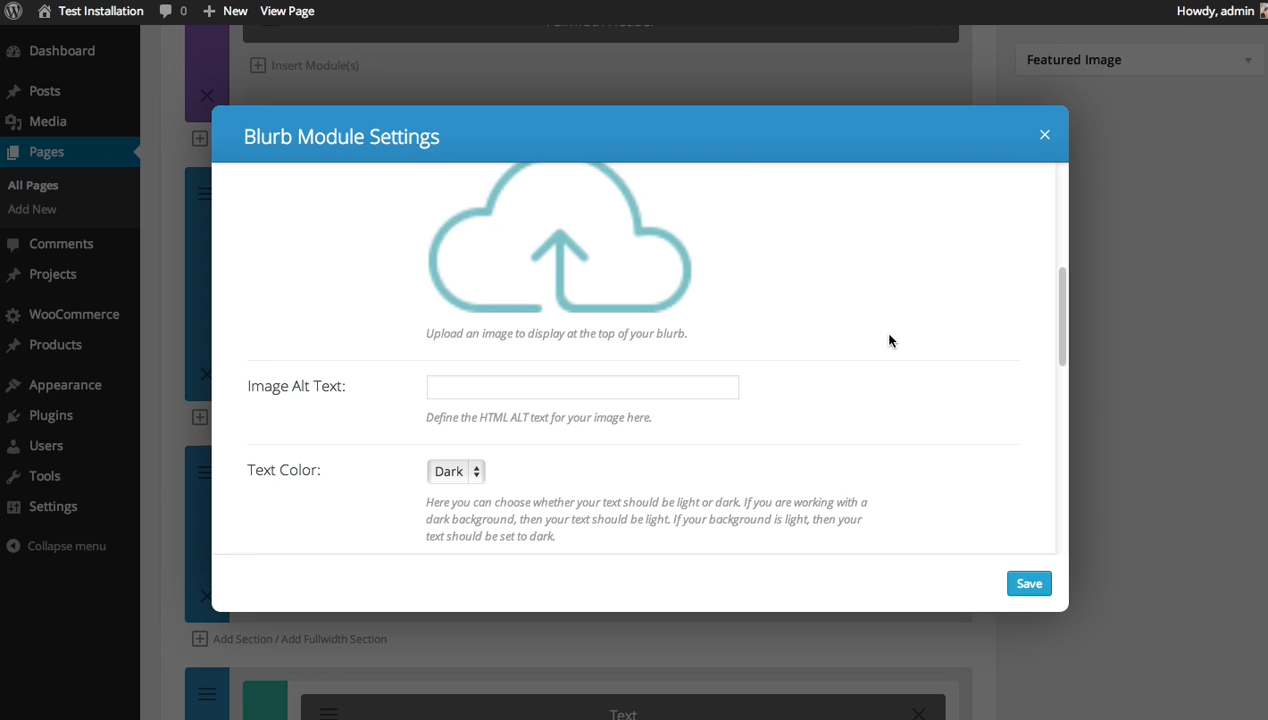 Test Installation 0 New View Page Howdy, admin
Dashboard
Posts
Media
Pages
All Pages
Add New
Comments
Projects
WooCommerce
Products
Appearance
Plugins
Users
Tools
Settings
Collapse menu
Insert Module(s)
Featured Image
Blurb Module Settings
Upload an image to display at the top of your blurb.
Image Alt Text:
Define the HTML ALT text for your image here.
Text Color:
Dark
Here you can choose whether your text should be light or dark. If you are working with a
dark background, then your text should be light. If your background is light, then your
text should be set to dark.
Save
Add Section / Add Fullwidth Section
Text